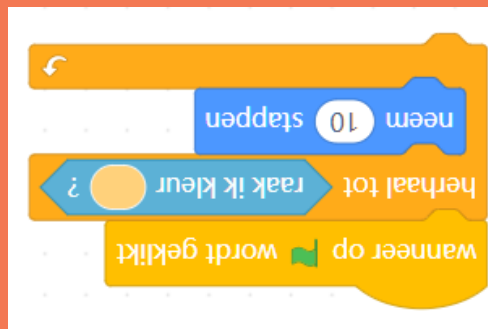 wanneer op wordt geklikt
herhaal tot raak ik kleur ?
neem 10 stappen